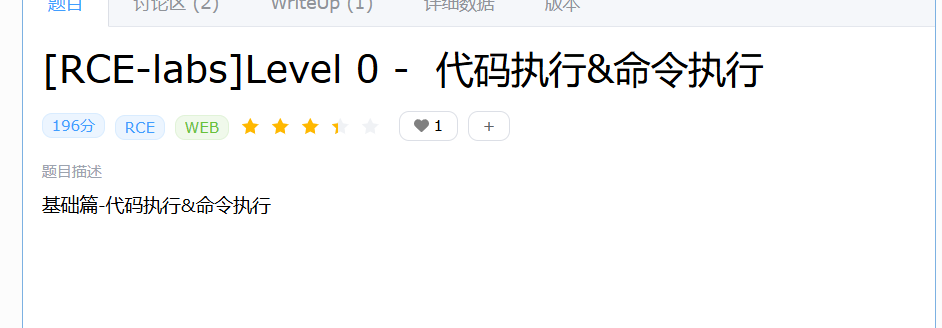 题目 讨论区 (2) WriteUp (1) 详细数据 版本
[RCE-labs]Level 0 - 代码执行&命令执行
196分 RCE WEB 1 +
题目描述
基础篇-代码执行&命令执行